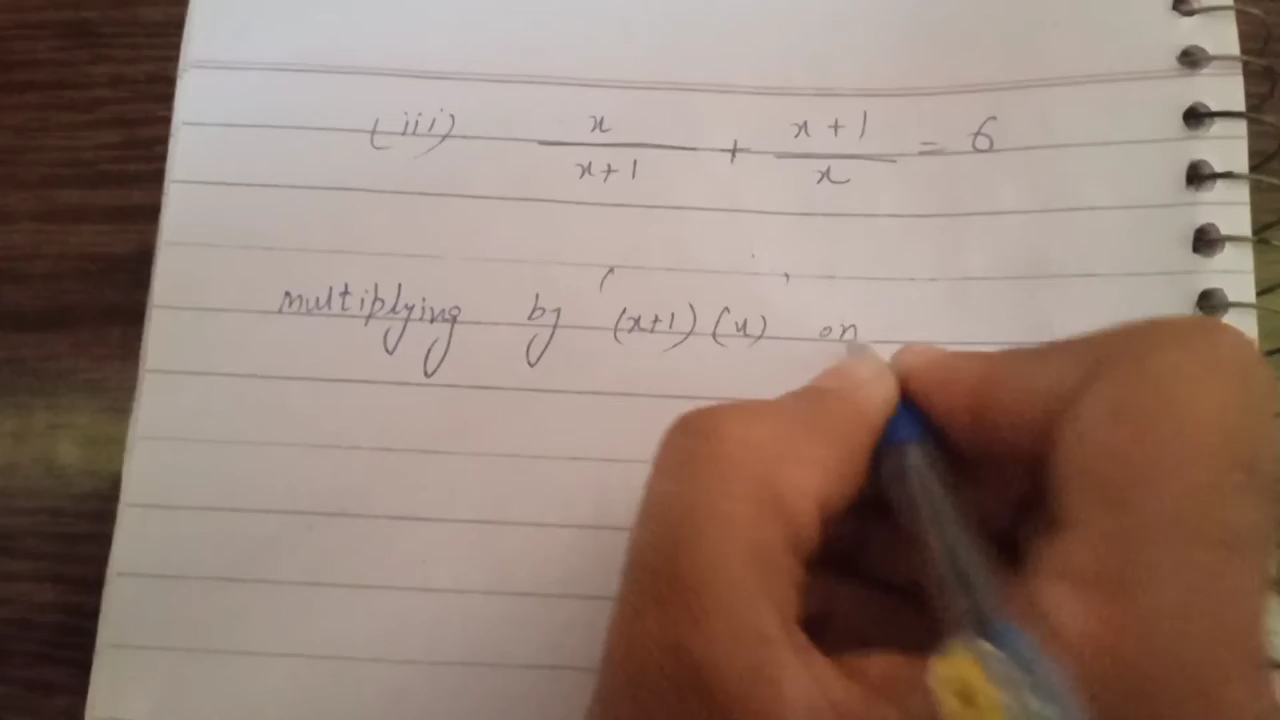 (iii) x/(x+1) + (x+1)/x = 6
multiplying by (x+1) (x) on